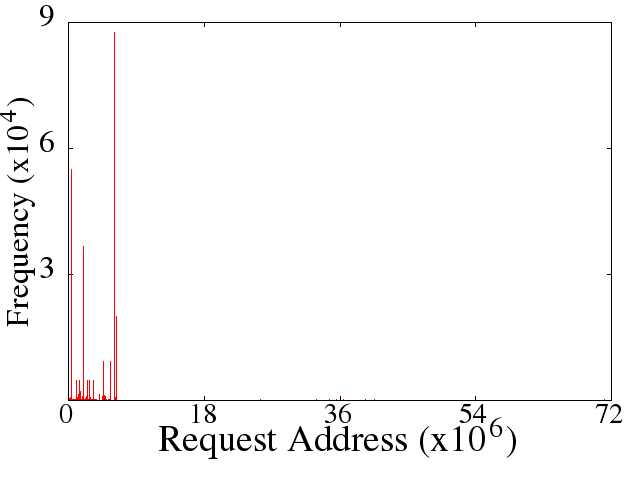 9
6
3
Frequency (x10^4)
0 18 36 54 72
Request Address (x10^6)